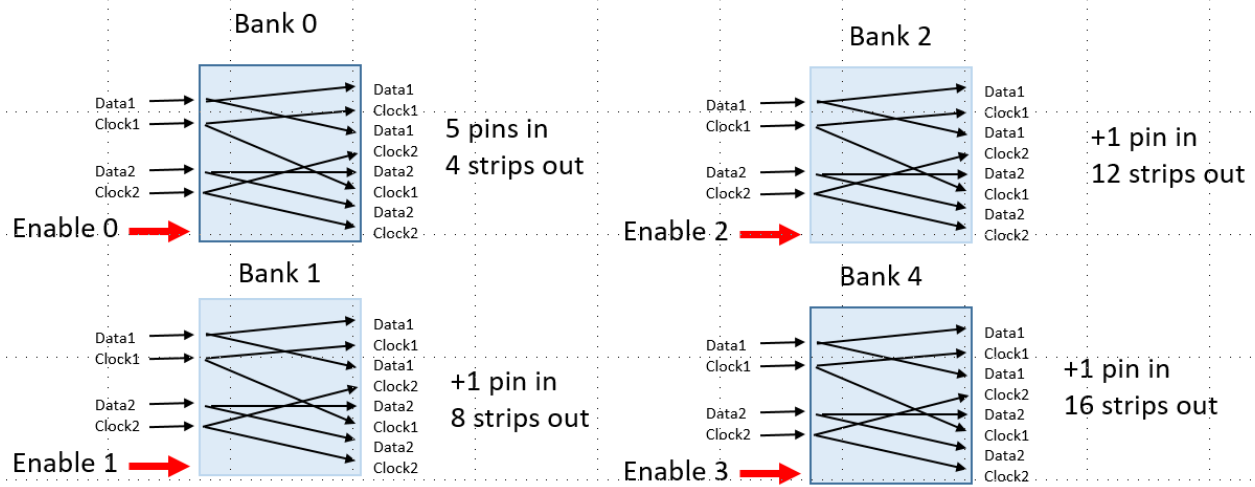 Bank 0
Data1
Clock1
Data2
Clock2
Enable 0
Data1
Clock1
Data1
Clock2
Data2
Clock1
Data2
Clock2
5 pins in
4 strips out
Bank 2
Data1
Clock1
Data2
Clock2
Enable 2
Data1
Clock1
Data1
Clock2
Data2
Clock1
Data2
Clock2
+1 pin in
12 strips out
Bank 1
Data1
Clock1
Data2
Clock2
Enable 1
Data1
Clock1
Data1
Clock2
Data2
Clock1
Data2
Clock2
+1 pin in
8 strips out
Bank 4
Data1
Clock1
Data2
Clock2
Enable 3
Data1
Clock1
Data1
Clock2
Data2
Clock1
Data2
Clock2
+1 pin in
16 strips out